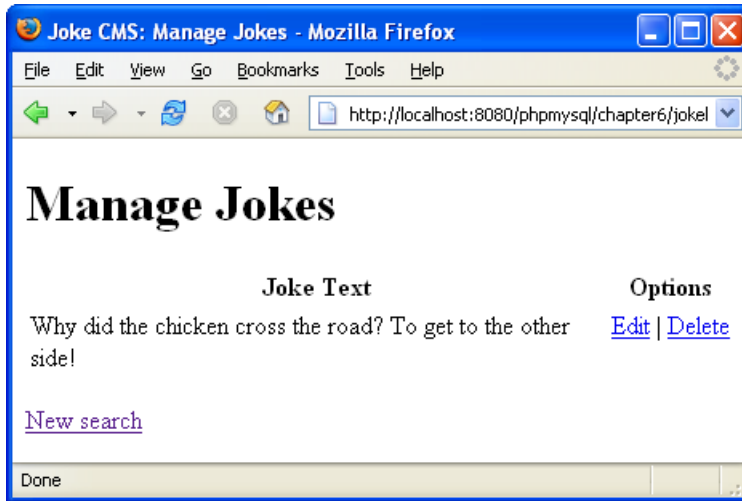 Joke CMS: Manage Jokes - Mozilla Firefox
File Edit View Go Bookmarks Tools Help
http://localhost:8080/phpmysql/chapter6/jokel
Manage Jokes
Joke Text Options
Why did the chicken cross the road? To get to the other Edit | Delete
side!
New search
Done